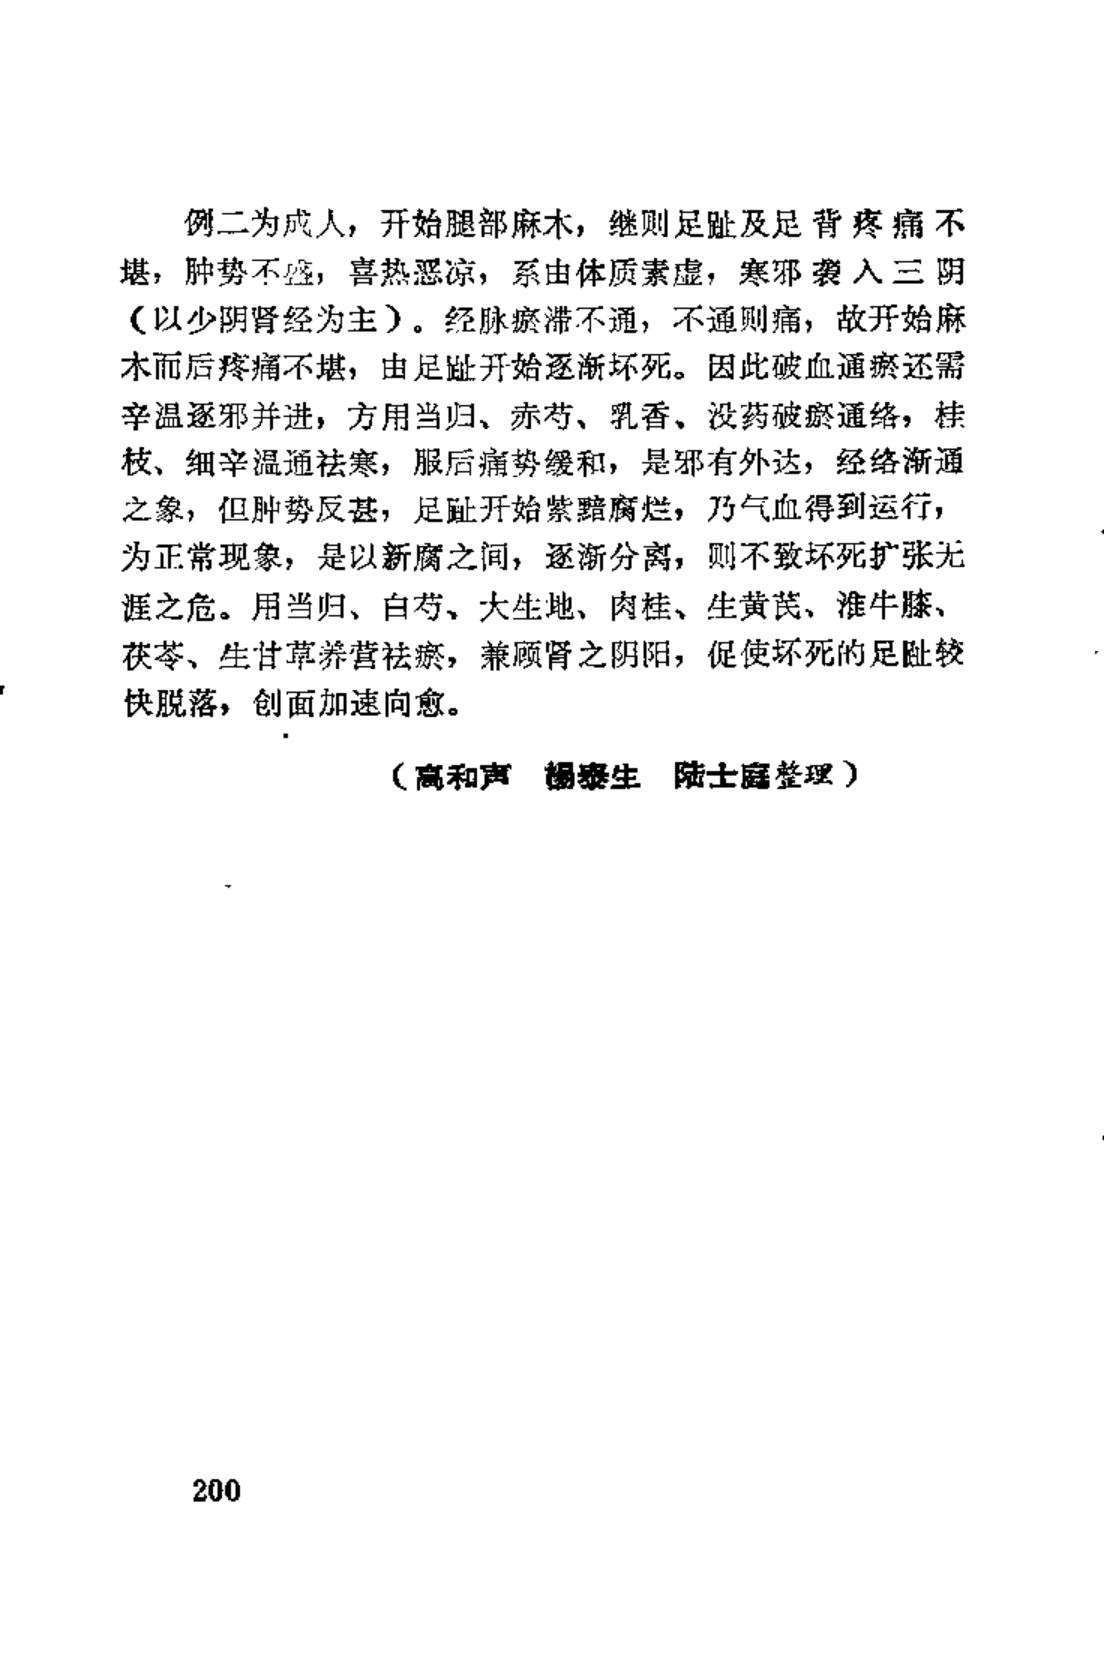 例二为成人，开始腿部麻木，继则足趾及足背疼痛不
堪，肿势不盛，喜热恶凉，系由体质素虚，寒邪袭入三阴
（以少阴肾经为主）。经脉瘀滞不通，不通则痛，故开始麻
木而后疼痛不堪，由足趾开始逐渐坏死。因此破血通瘀还需
辛温逐邪并进，方用当归、赤芍、乳香、没药破瘀通络，桂
枝、细辛温通祛寒，服后痛势缓和，是邪有外达，经络渐通
之象，但肿势反甚，足趾开始紫黯腐烂，乃气血得到运行，
为正常现象，是以新腐之间，逐渐分离，则不致坏死扩张无
涯之危。用当归、白芍、大生地、肉桂、生黄芪、淮牛膝、
茯苓、生甘草养营祛瘀，兼顾肾之阴阳，促使坏死的足趾较
快脱落，创面加速向愈。
（高和声　杨泰生　陆士庭整理）
200